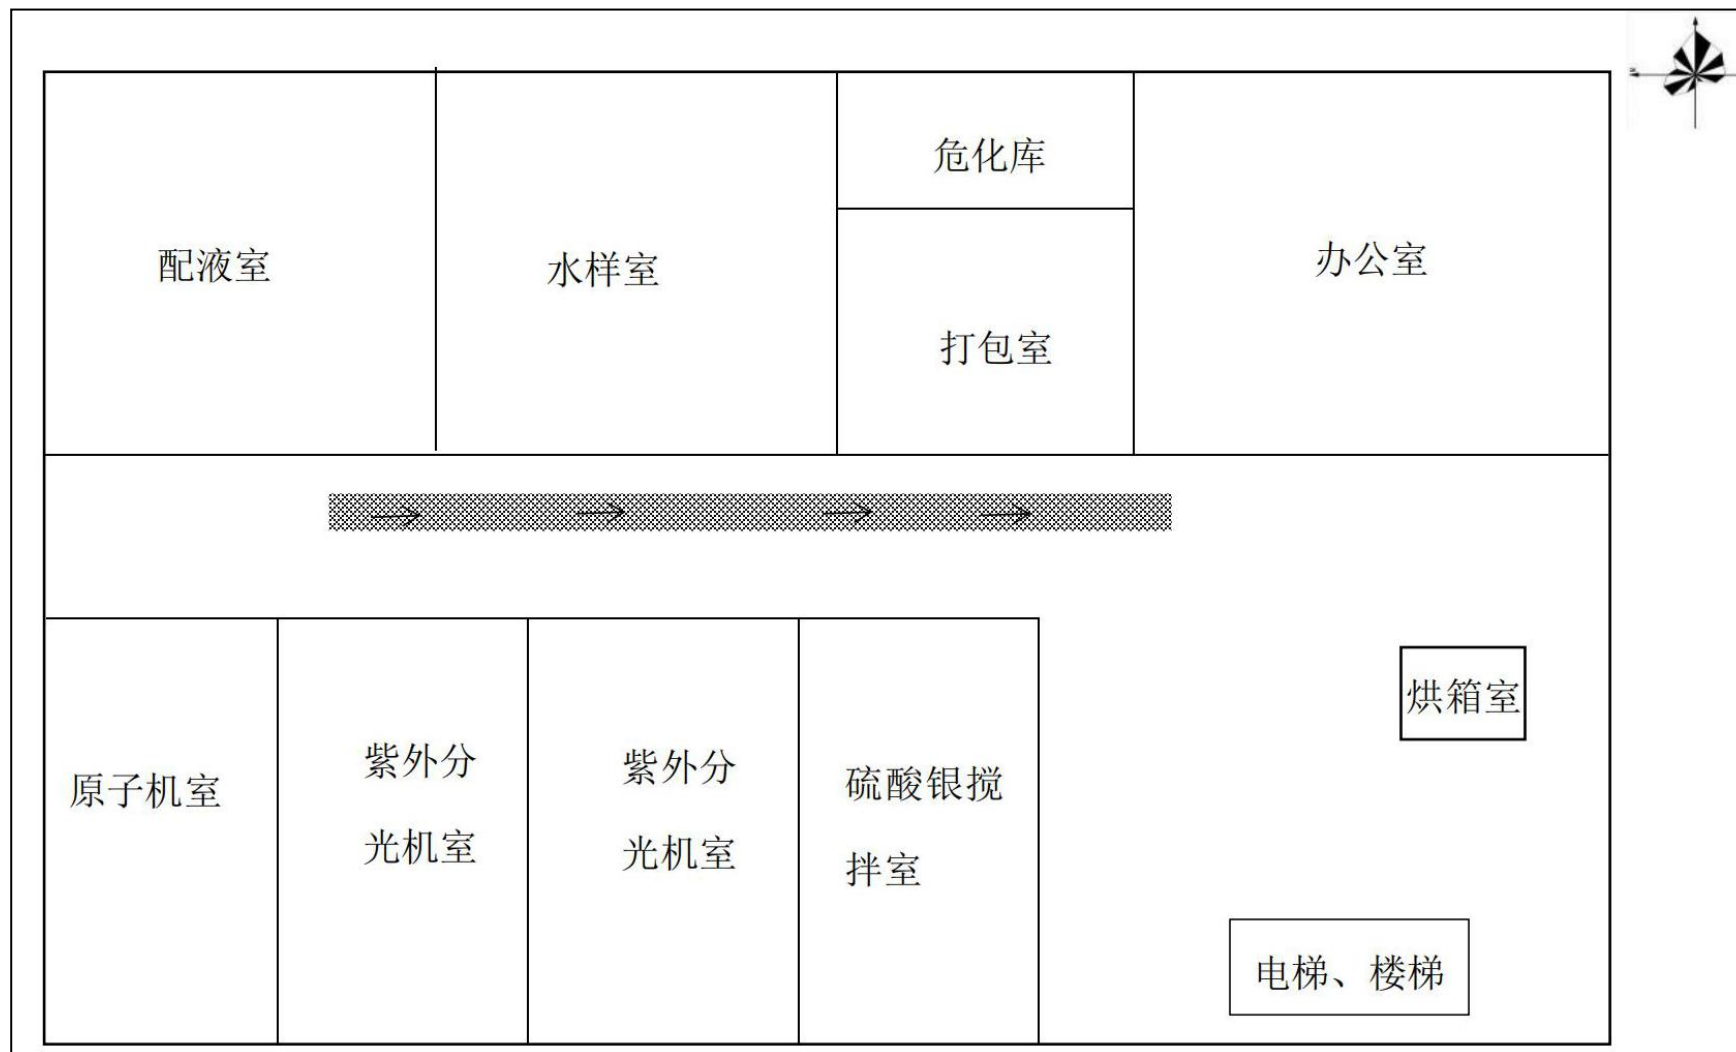 危化库
配液室
水样室
办公室
打包室
烘箱室
原子机室
紫外分
光机室
紫外分
光机室
硫酸银搅
拌室
电梯、楼梯